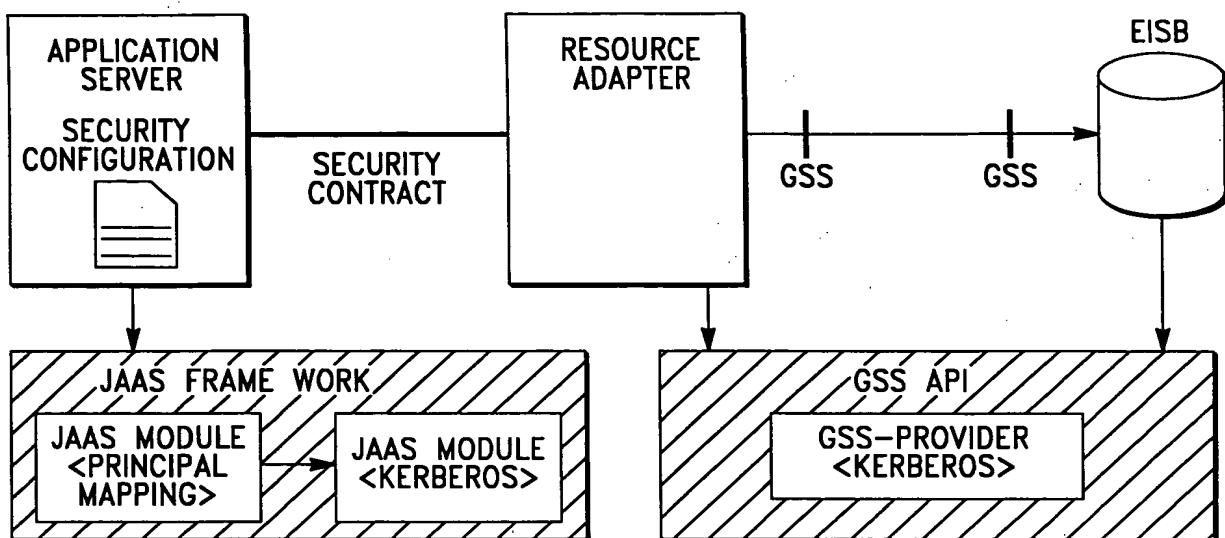 APPLICATION
SERVER
SECURITY
CONFIGURATION
SECURITY
CONTRACT
RESOURCE
ADAPTER
GSS
GSS
EISB
JAAS FRAME WORK
JAAS MODULE
<PRINCIPAL
MAPPING>
JAAS MODULE
<KERBEROS>
GSS API
GSS-PROVIDER
<KERBEROS>